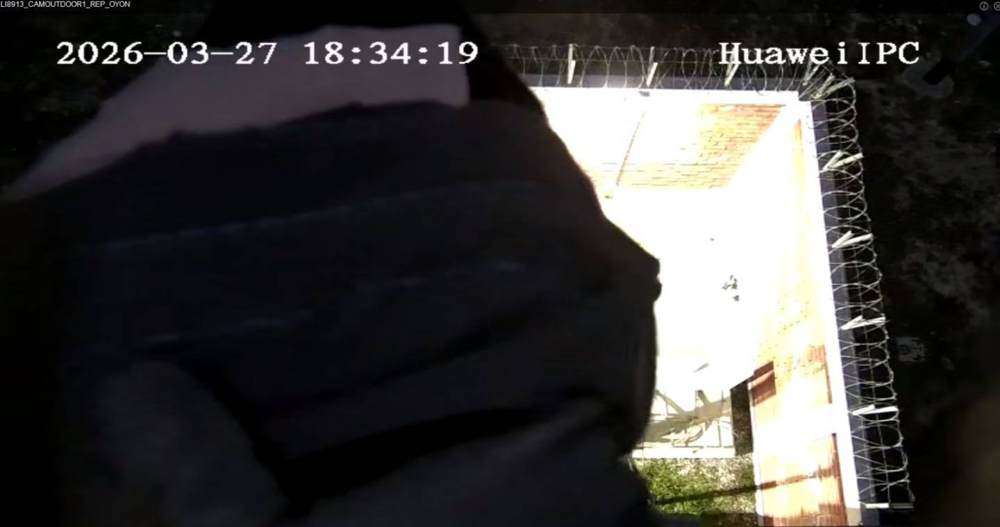 LI8913_CAMOUTDOOR1_REP_OYON
2026-03-27 18:34:19
HuaweiIPC